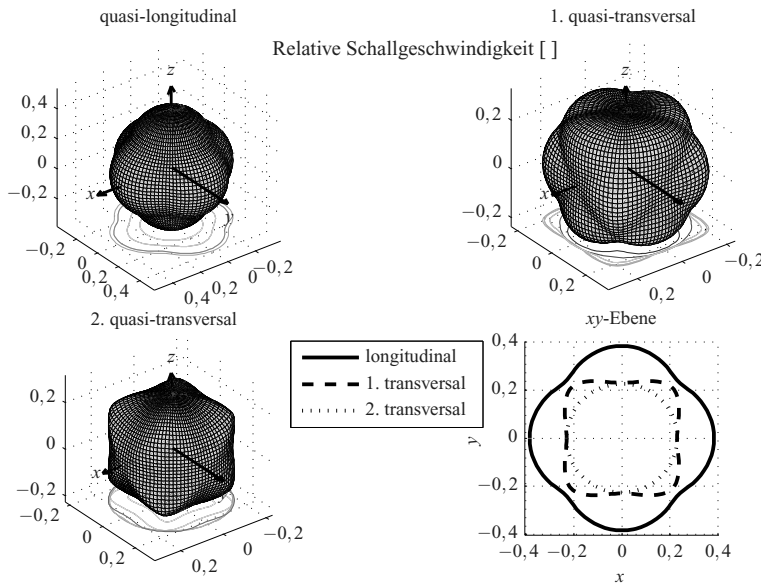 quasi-longitudinal
1. quasi-transversal
Relative Schallgeschwindigkeit [ ]
z
0,4
0,2
0
−0,2
x
y
−0,2
0
0,2
0,4
0,4
0,2
0
−0,2
z
0,2
0
−0,2
x
−0,2
0
0,2
0,2
0
−0,2
2. quasi-transversal
z
0,2
0
−0,2
x
−0,2
0
0,2
0,2
0
−0,2
longitudinal
1. transversal
2. transversal
xy-Ebene
0,4
0,2
0
−0,2
−0,4
y
−0,4
−0,2
0
0,2
0,4
x